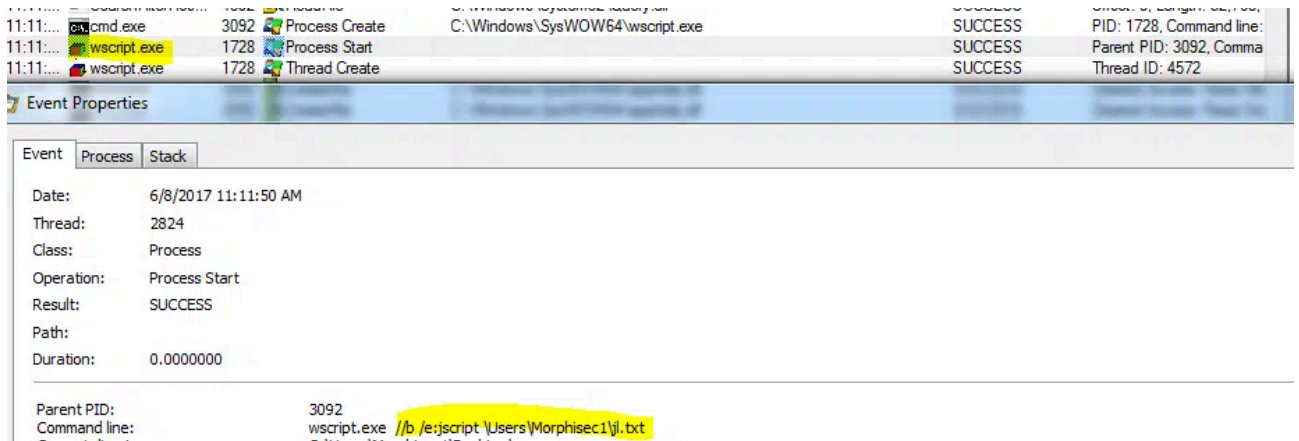 11:11:... cmd.exe 3092 Process Create C:\Windows\SysWOW64\wscript.exe SUCCESS PID: 1728, Command line:
11:11:... wscript.exe 1728 Process Start SUCCESS Parent PID: 3092, Comma
11:11:... wscript.exe 1728 Thread Create SUCCESS Thread ID: 4572
Event Properties
Event Process Stack
Date: 6/8/2017 11:11:50 AM
Thread: 2824
Class: Process
Operation: Process Start
Result: SUCCESS
Path:
Duration: 0.0000000
Parent PID: 3092
Command line: wscript.exe //b /e:jscript \Users\Morphisec1\jl.txt